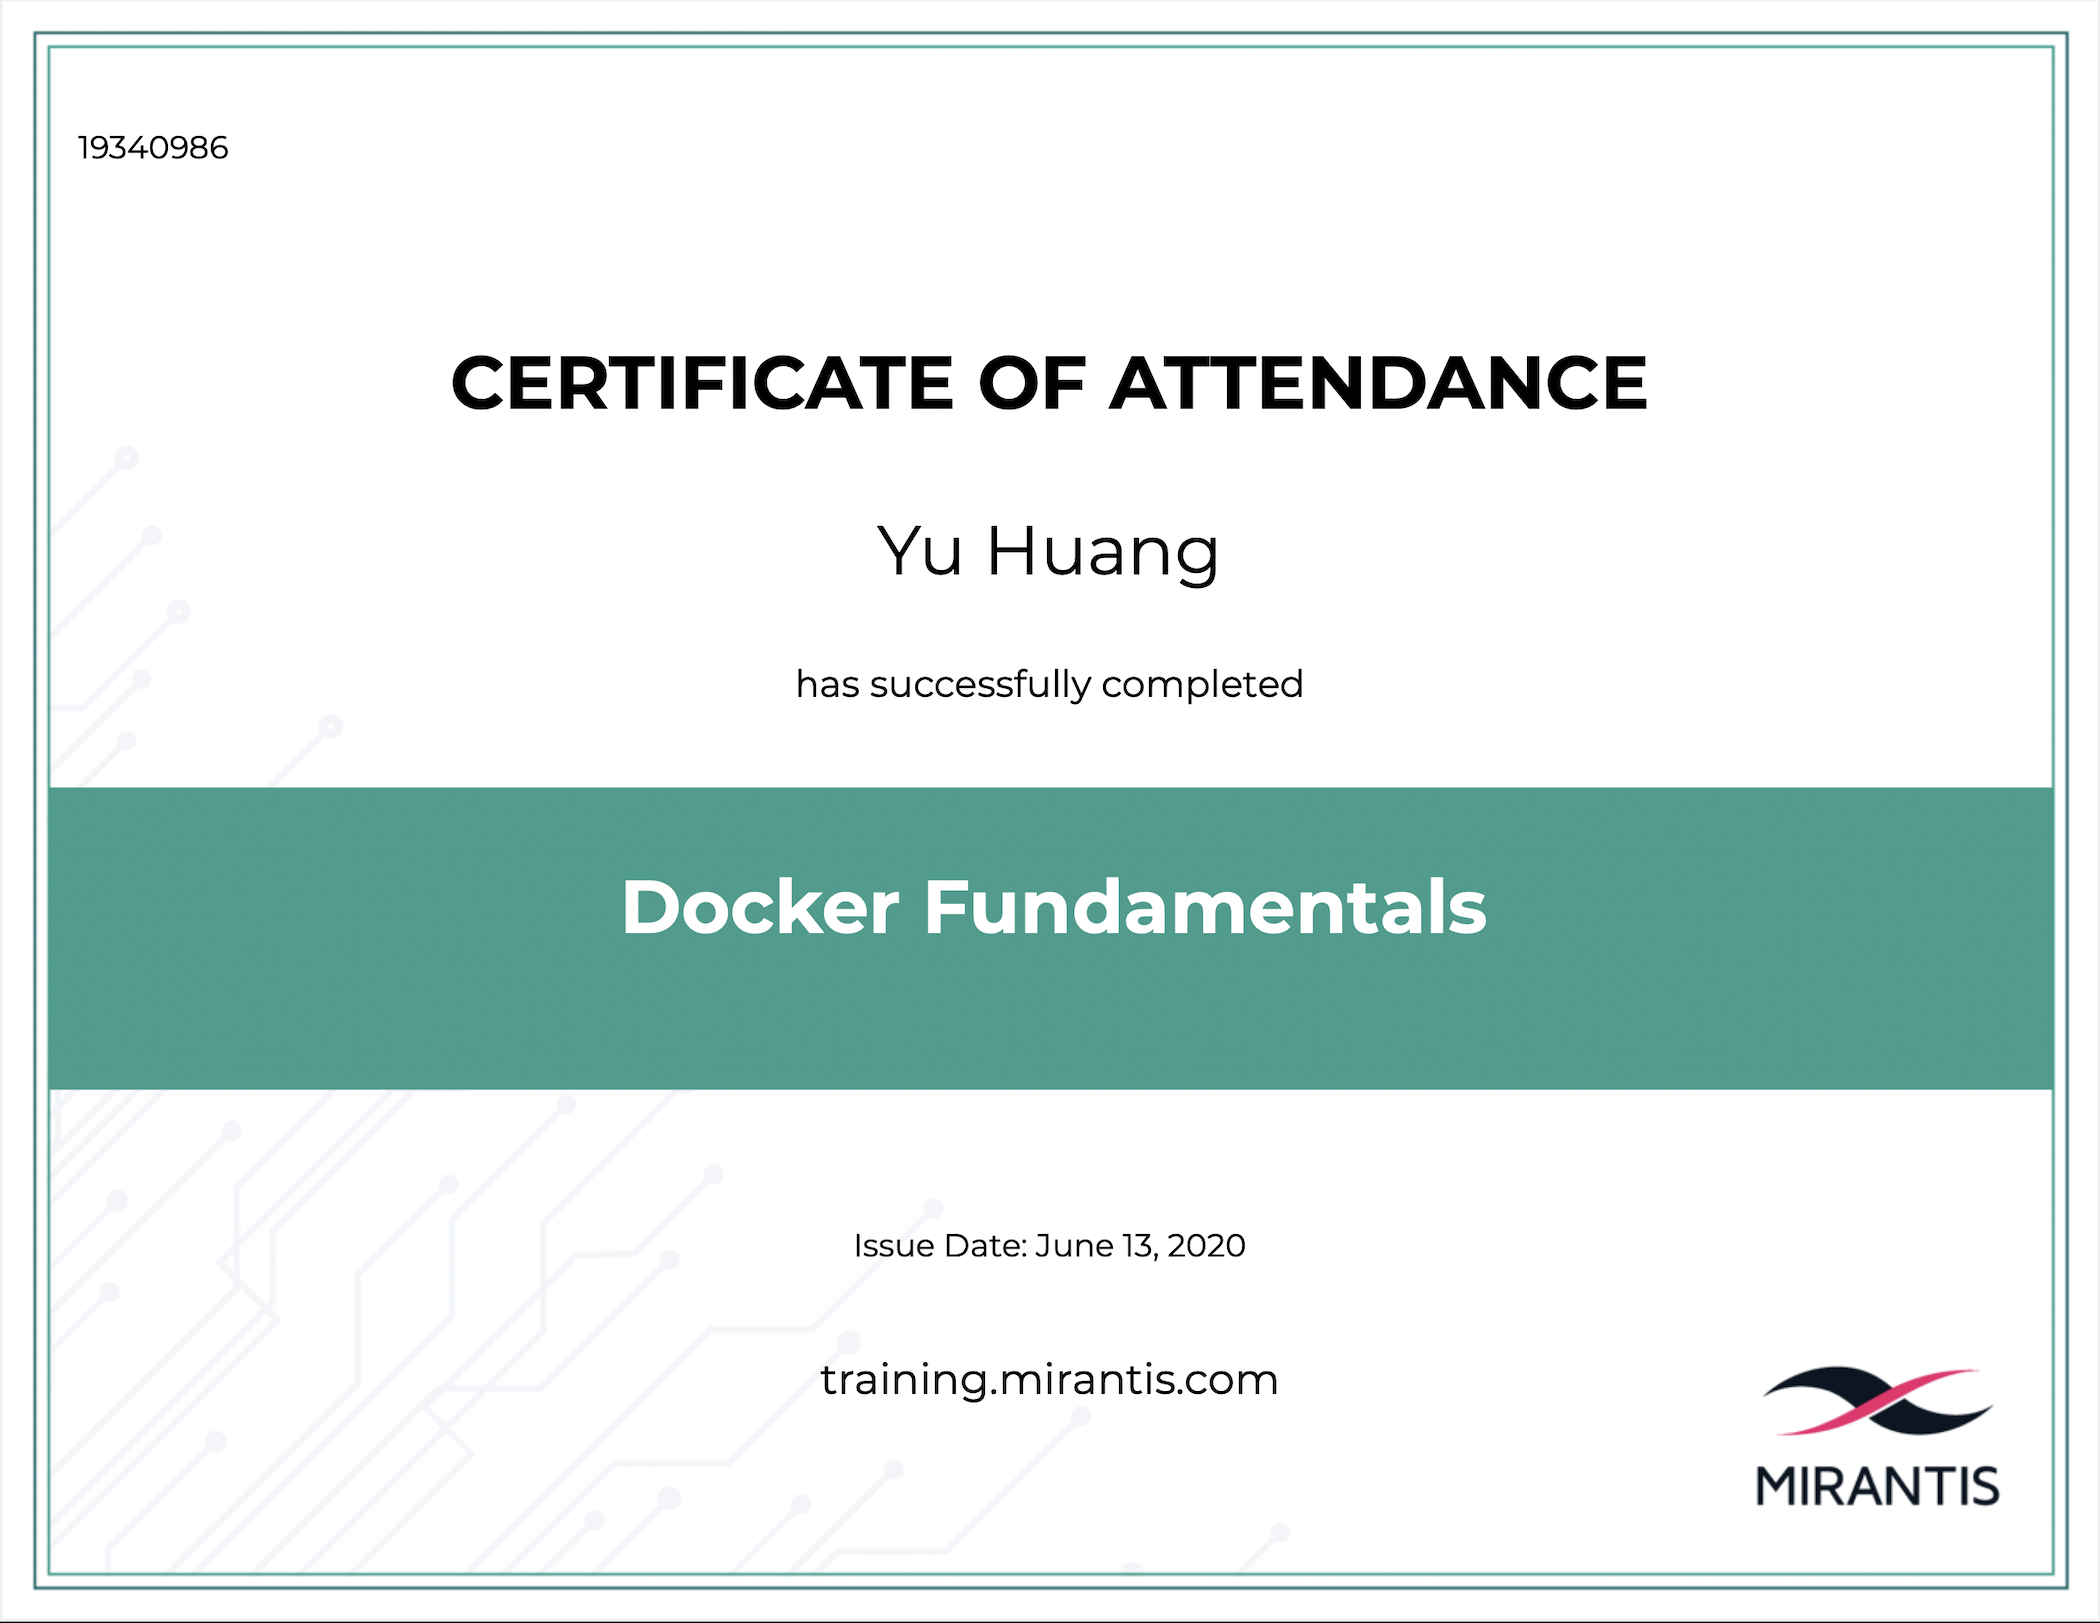 19340986
CERTIFICATE OF ATTENDANCE
Yu Huang
has successfully completed
Docker Fundamentals
Issue Date: June 13, 2020
training.mirantis.com
MIRANTIS